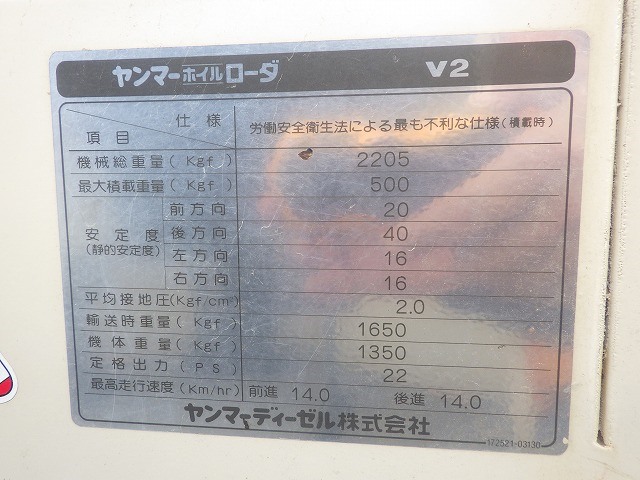 ヤンマーホイルローダ V2
仕様 労働安全衛生法による最も不利な仕様(積載時)
項目
機械総重量(Kgf) 2205
最大積載重量(Kgf) 500
安定度(静的安定度) 前方向 20
後方向 40
左方向 16
右方向 16
平均接地圧(Kgf/cm²) 2.0
輸送時重量(Kgf) 1650
機体重量(Kgf) 1350
定格出力(PS) 22
最高走行速度(Km/hr) 前進 14.0 後進 14.0
ヤンマーディーゼル株式会社
172521-03130